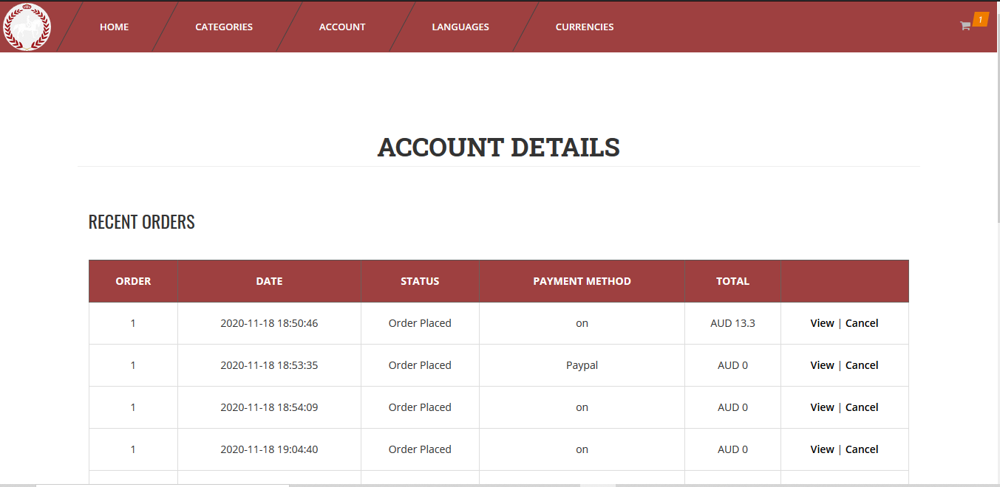 HOME CATEGORIES ACCOUNT LANGUAGES CURRENCIES 1
ACCOUNT DETAILS
RECENT ORDERS
ORDER DATE STATUS PAYMENT METHOD TOTAL
1 2020-11-18 18:50:46 Order Placed on AUD 13.3 View | Cancel
1 2020-11-18 18:53:35 Order Placed Paypal AUD 0 View | Cancel
1 2020-11-18 18:54:09 Order Placed on AUD 0 View | Cancel
1 2020-11-18 19:04:40 Order Placed on AUD 0 View | Cancel